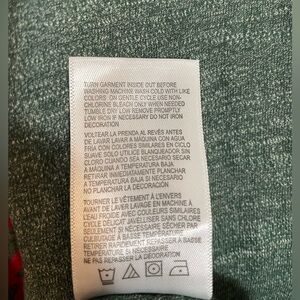 TURN GARMENT INSIDE OUT BEFORE
WASHING MACHINE WASH COLD WITH LIKE
COLORS: ON GENTLE CYCLE USE NON-
CHLORINE BLEACH ONLY WHEN NEEDED
TUMBLE DRY LOW REMOVE PROMPTLY
LOW IRON IF NECESSARY DO NOT IRON
DECORATION
VOLTEAR LA PRENDA AL REVÉS ANTES
DE LAVAR LAVAR A MÁQUINA CON AGUA
FRIA CON COLORES SIMILARES EN CICLO
SUAVE SÓLO UTILICE BLANQUEADOR SIN
CLORO CUANDO SEA NECESARIO SECAR
A TEMPERATURA BAJA
RETIRAR INMEDIATAMENTE PLANCHAR
A TEMPERATURA BAJA SI ES NECESARIO
NO PLANCHAR LA DECORACIÓN
TOURNER LE VÊTEMENT À L'ENVERS
AVANT DE LAVER LAVAGE EN MACHINE À
L'EAU FROIDE AVEC COULEURS SIMILAIRES
CYCLE DÉLICAT JAVÉLLISER SANS CHLORE
SEULEMENT SI NÉCESSAIRE SÉCHER PAR
CULBUTAGE À BASSE TEMPÉRATURE
RETIRER RAPIDEMENT REPASSER À BASSE
TEMPÉRATURE SI NÉCESSAIRE
NE PAS REPASSER LA DÉCORATION